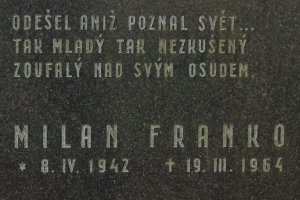 ODEŠEL ANIŽ POZNAL SVĚT...
TAK MLADÝ TAK NEZKUŠENÝ
ZOUFALÝ NAD SVÝM OSUDEM.
MILAN FRANKO
* 8. IV. 1942 † 19. III. 1964